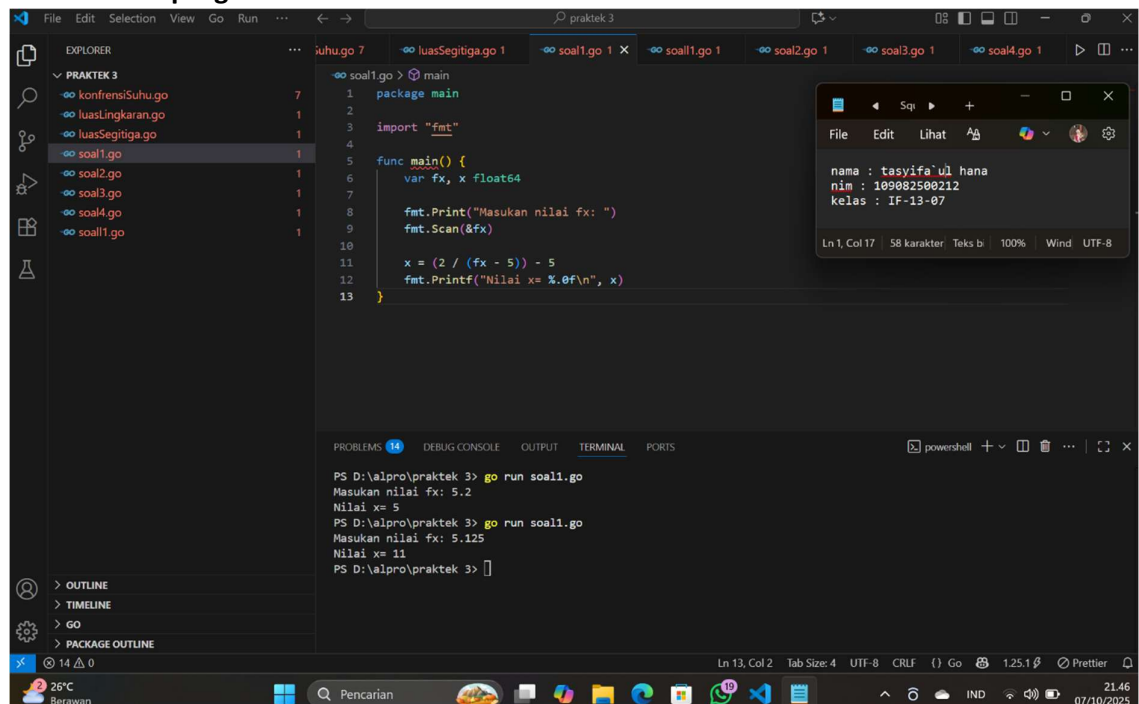 File Edit Selection View Go Run ... praktek 3
EXPLORER ...
PRAKTEK 3
konfrensiSuhu.go 7
luasLingkaran.go 1
luasSegitiga.go 1
soal1.go 1
soal2.go 1
soal3.go 1
soal4.go 1
soall1.go 1
OUTLINE
TIMELINE
GO
PACKAGE OUTLINE
Suhu.go 7 luasSegitiga.go 1 soal1.go 1 soall1.go 1 soal2.go 1 soal3.go 1 soal4.go 1 ...
soal1.go > main
1 package main
2
3 import "fmt"
4
5 func main() {
6 var fx, x float64
7
8 fmt.Print("Masukan nilai fx: ")
9 fmt.Scan(&fx)
10
11 x = (2 / (fx - 5)) - 5
12 fmt.Printf("Nilai x= %.0f\n", x)
13 }
Sqı +
File Edit Lihat
nama : tasyifa`ul hana
nim : 109082500212
kelas : IF-13-07
Ln 1, Col 17 58 karakter Teks bi 100% Wind UTF-8
PROBLEMS 14 DEBUG CONSOLE OUTPUT TERMINAL PORTS powershell ...
PS D:\alpro\praktek 3> go run soal1.go
Masukan nilai fx: 5.2
Nilai x= 5
PS D:\alpro\praktek 3> go run soal1.go
Masukan nilai fx: 5.125
Nilai x= 11
PS D:\alpro\praktek 3>
14 0 Ln 13, Col 2 Tab Size: 4 UTF-8 CRLF {} Go 1.25.1 Prettier
2 26°C
Berawan
Pencarian
19
IND
21.46
07/10/2025